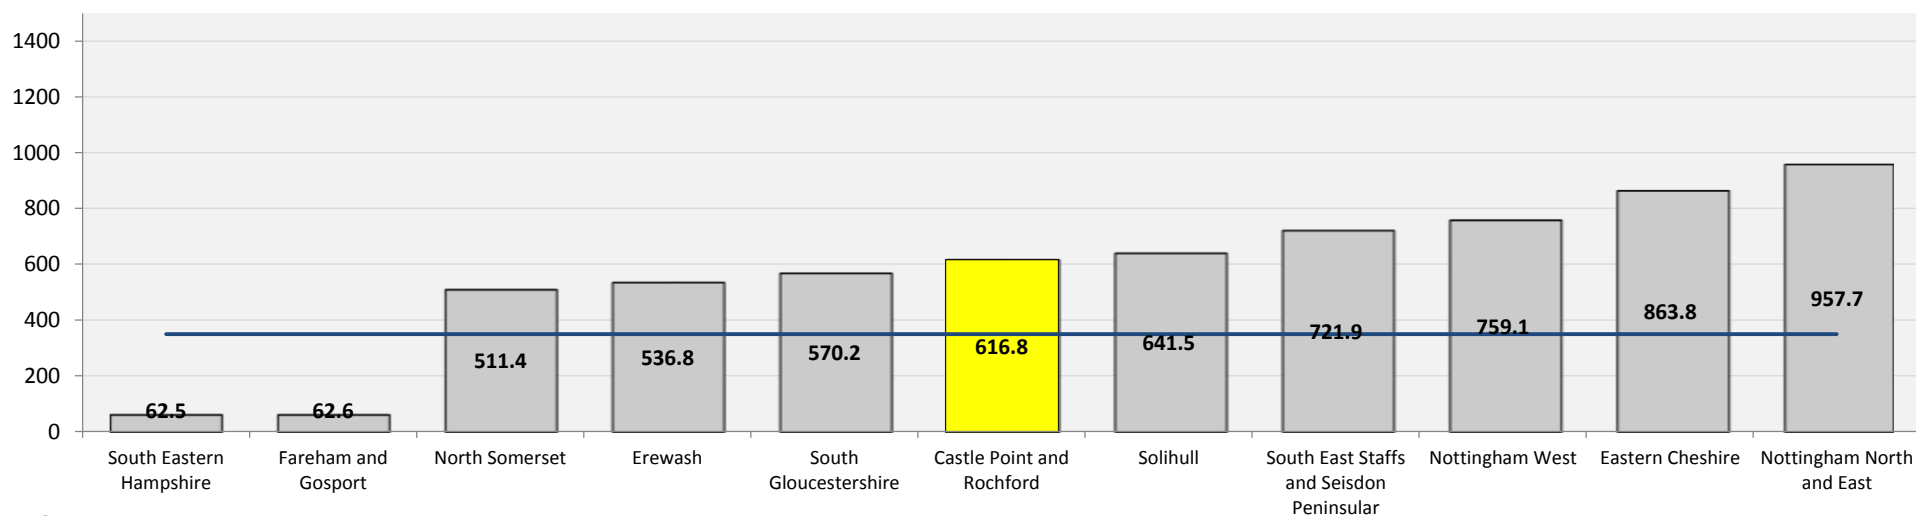 1400
1200
1000
800
600
400
200
0
62.5
62.6
511.4
536.8
570.2
616.8
641.5
721.9
759.1
863.8
957.7
South Eastern
Hampshire
Fareham and
Gosport
North Somerset
Erewash
South
Gloucestershire
Castle Point and
Rochford
Solihull
South East Staffs
and Seisdon
Peninsular
Nottingham West
Eastern Cheshire
Nottingham North
and East